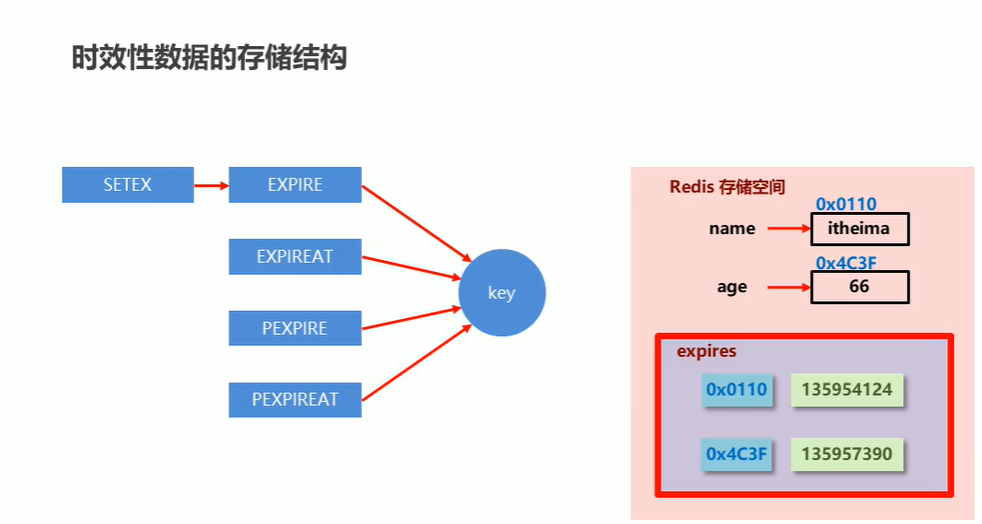 时效性数据的存储结构
SETEX
EXPIRE
EXPIREAT
PEXPIRE
PEXPIREAT
key
Redis 存储空间
0x0110
name
itheima
0x4C3F
age
66
expires
0x0110
135954124
0x4C3F
135957390